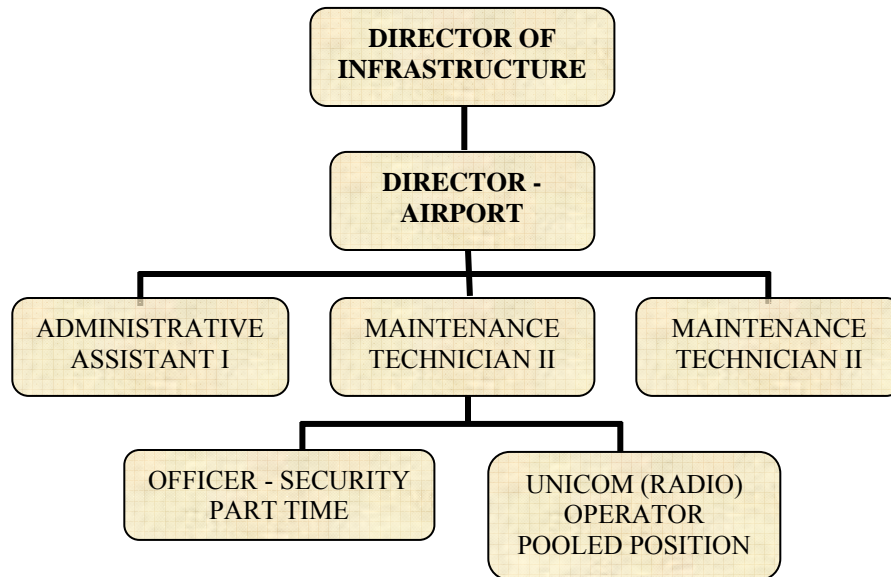 DIRECTOR OF
INFRASTRUCTURE
DIRECTOR -
AIRPORT
ADMINISTRATIVE
ASSISTANT I
MAINTENANCE
TECHNICIAN II
MAINTENANCE
TECHNICIAN II
OFFICER - SECURITY
PART TIME
UNICOM (RADIO)
OPERATOR
POOLED POSITION